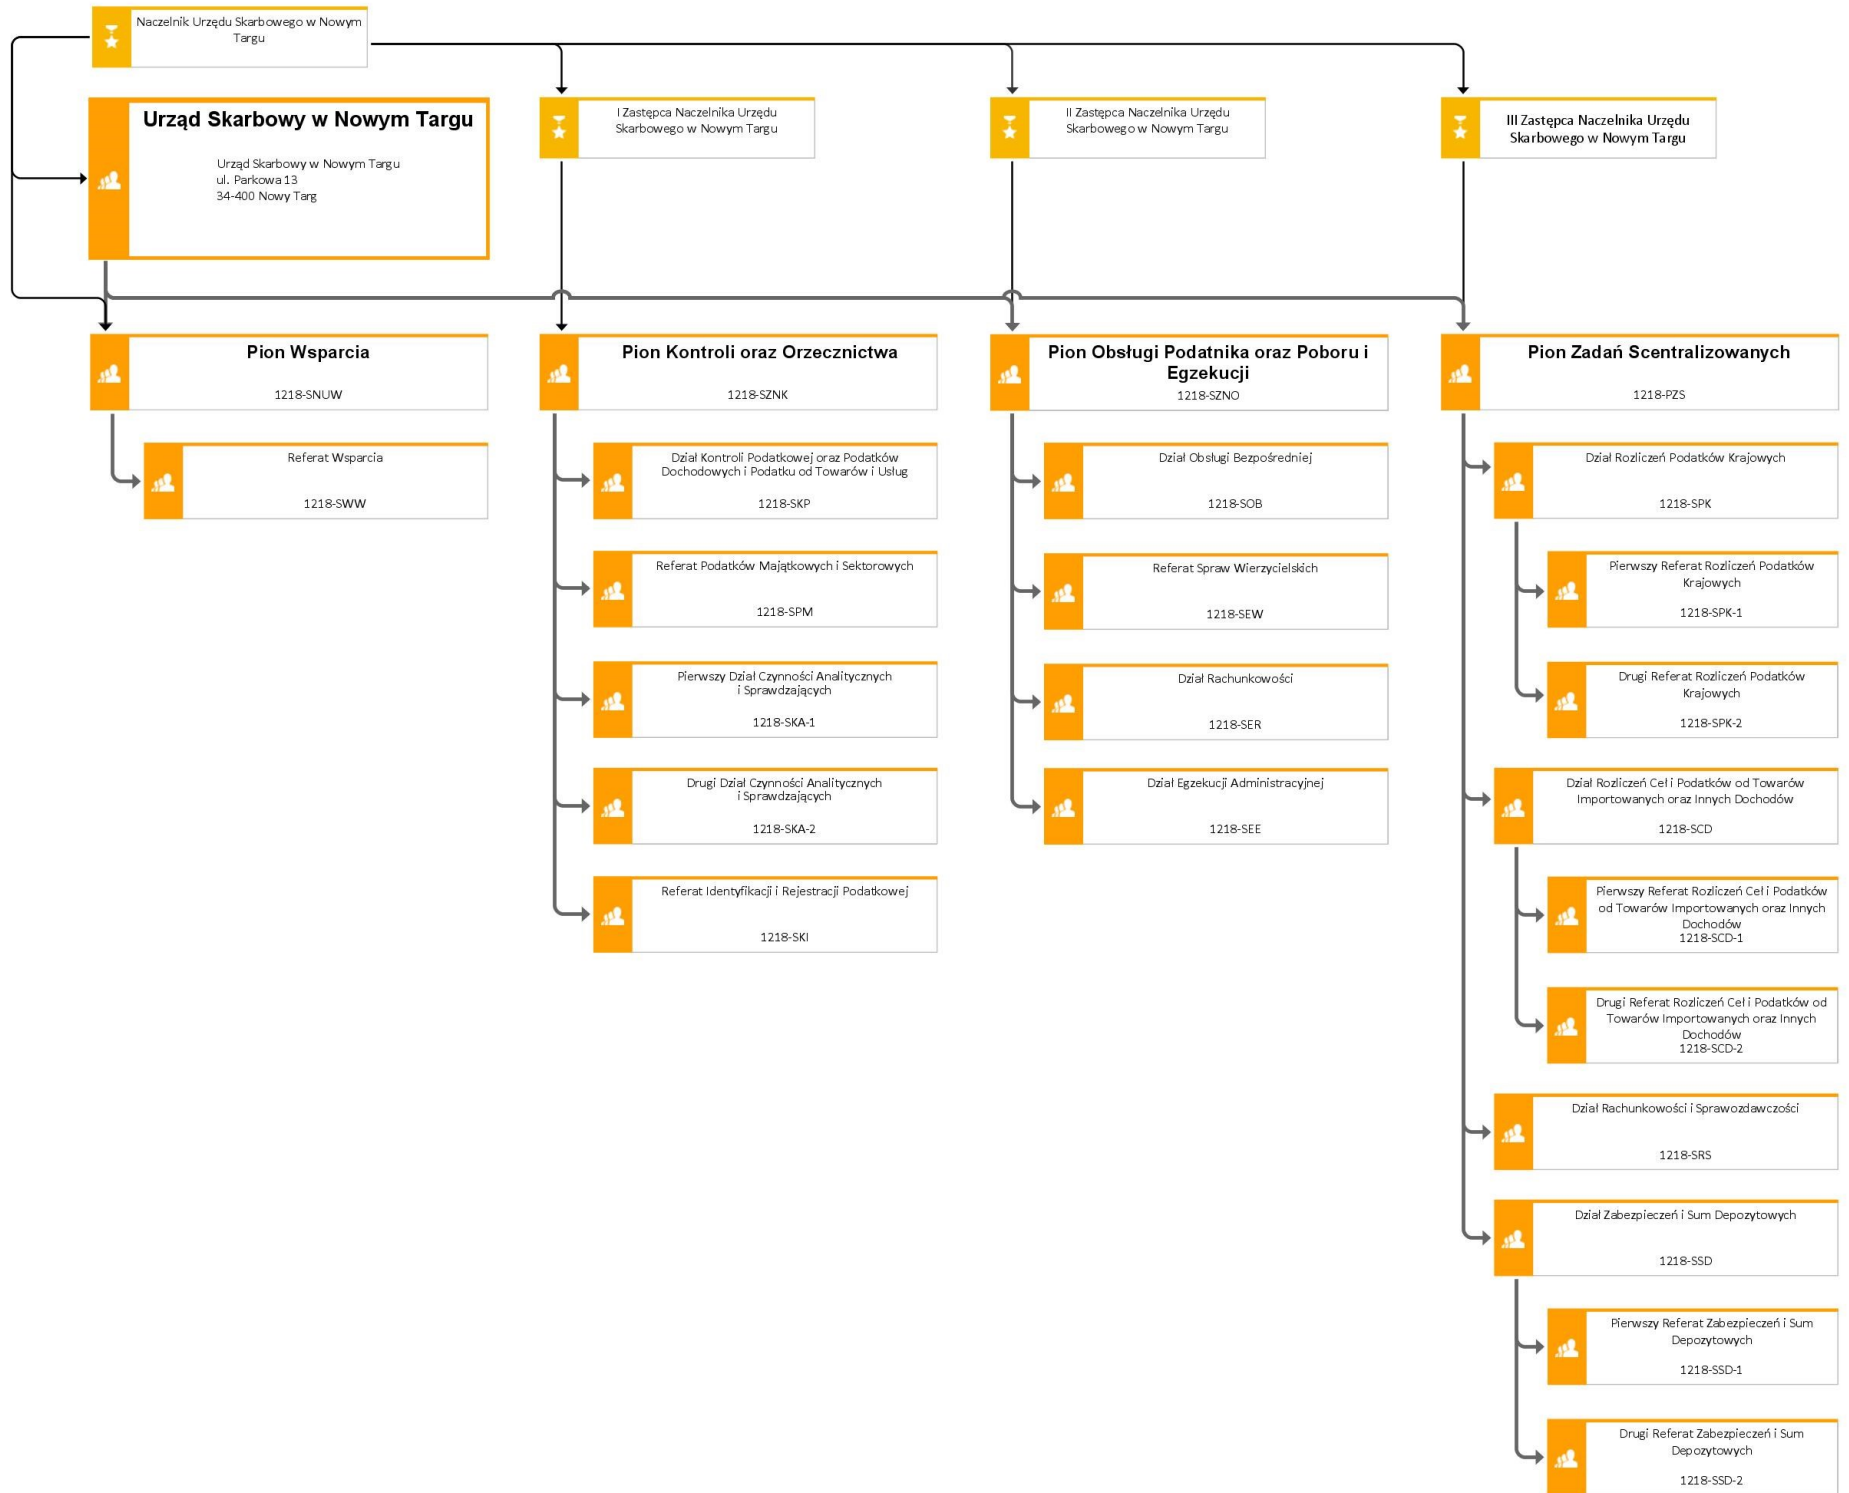 Naczelnik Urzędu Skarbowego w Nowym
Targu
Urząd Skarbowy w Nowym Targu
Urząd Skarbowy w Nowym Targu
ul. Parkowa 13
34-400 Nowy Targ
I Zastępca Naczelnika Urzędu
Skarbowego w Nowym Targu
II Zastępca Naczelnika Urzędu
Skarbowego w Nowym Targu
III Zastępca Naczelnika Urzędu
Skarbowego w Nowym Targu
Pion Wsparcia
1218-SNUW
Referat Wsparcia
1218-SWW
Pion Kontroli oraz Orzecznictwa
1218-SZNK
Dział Kontroli Podatkowej oraz Podatków
Dochodowych i Podatku od Towarów i Usług
1218-SKP
Referat Podatków Majątkowych i Sektorowych
1218-SPM
Pierwszy Dział Czynności Analitycznych
i Sprawdzających
1218-SKA-1
Drugi Dział Czynności Analitycznych
i Sprawdzających
1218-SKA-2
Referat Identyfikacji i Rejestracji Podatkowej
1218-SKI
Pion Obsługi Podatnika oraz Poboru i
Egzekucji
1218-SZNO
Dział Obsługi Bezpośredniej
1218-SOB
Referat Spraw Wierzycielskich
1218-SEW
Dział Rachunkowości
1218-SER
Dział Egzekucji Administracyjnej
1218-SEE
Pion Zadań Scentralizowanych
1218-PZS
Dział Rozliczeń Podatków Krajowych
1218-SPK
Pierwszy Referat Rozliczeń Podatków
Krajowych
1218-SPK-1
Drugi Referat Rozliczeń Podatków
Krajowych
1218-SPK-2
Dział Rozliczeń Ceł i Podatków od Towarów
Importowanych oraz Innych Dochodów
1218-SCD
Pierwszy Referat Rozliczeń Ceł i Podatków
od Towarów Importowanych oraz Innych
Dochodów
1218-SCD-1
Drugi Referat Rozliczeń Ceł i Podatków od
Towarów Importowanych oraz Innych
Dochodów
1218-SCD-2
Dział Rachunkowości i Sprawozdawczości
1218-SRS
Dział Zabezpieczeń i Sum Depozytowych
1218-SSD
Pierwszy Referat Zabezpieczeń i Sum
Depozytowych
1218-SSD-1
Drugi Referat Zabezpieczeń i Sum
Depozytowych
1218-SSD-2